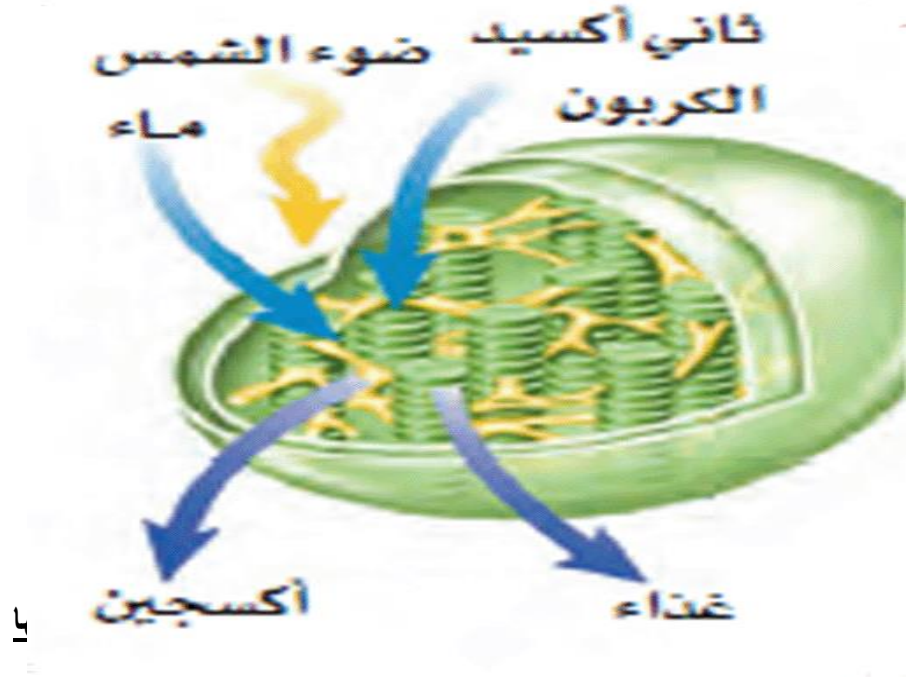 ثاني أكسيد
الكربون
ضوء الشمس
ماء
أكسجين
غذاء